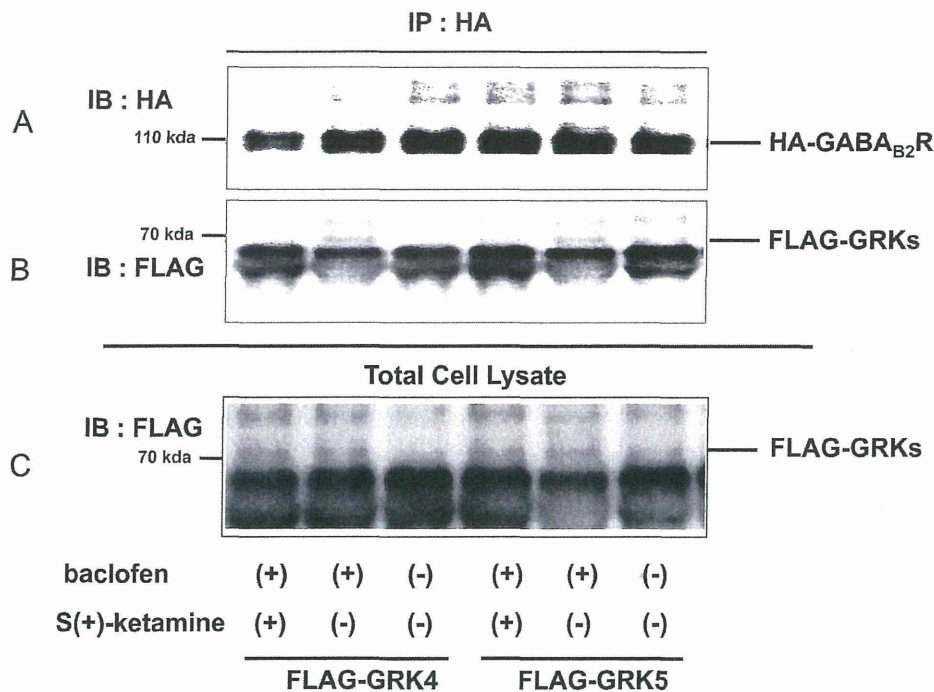 IP : HA
A
IB : HA
110 kda
HA-GABA_B2R
70 kda
FLAG-GRKs
B
IB : FLAG
Total Cell Lysate
IB : FLAG
C
70 kda
FLAG-GRKs
baclofen (+) (+) (-) (+) (+) (-)
S(+)-ketamine (+) (-) (-) (+) (-) (-)
FLAG-GRK4 FLAG-GRK5